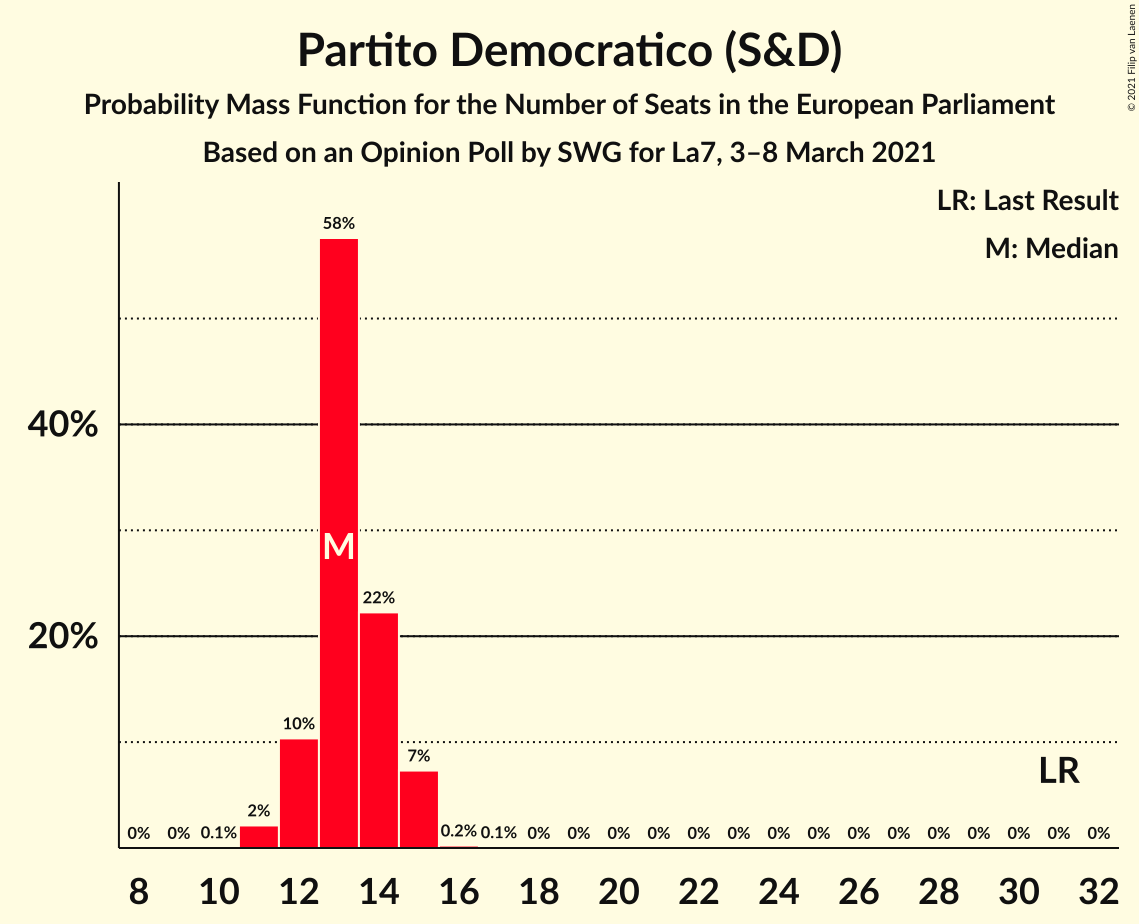 Partito Democratico (S&D)
Probability Mass Function for the Number of Seats in the European Parliament
Based on an Opinion Poll by SWG for La7, 3–8 March 2021
© 2021 Filip van Laenen
LR: Last Result
M: Median
58%
40%
M
22%
20%
10%
7%
LR
2%
0% 0% 0.1% 0.2% 0.1% 0% 0% 0% 0% 0% 0% 0% 0% 0% 0% 0% 0% 0% 0% 0%
8 10 12 14 16 18 20 22 24 26 28 30 32